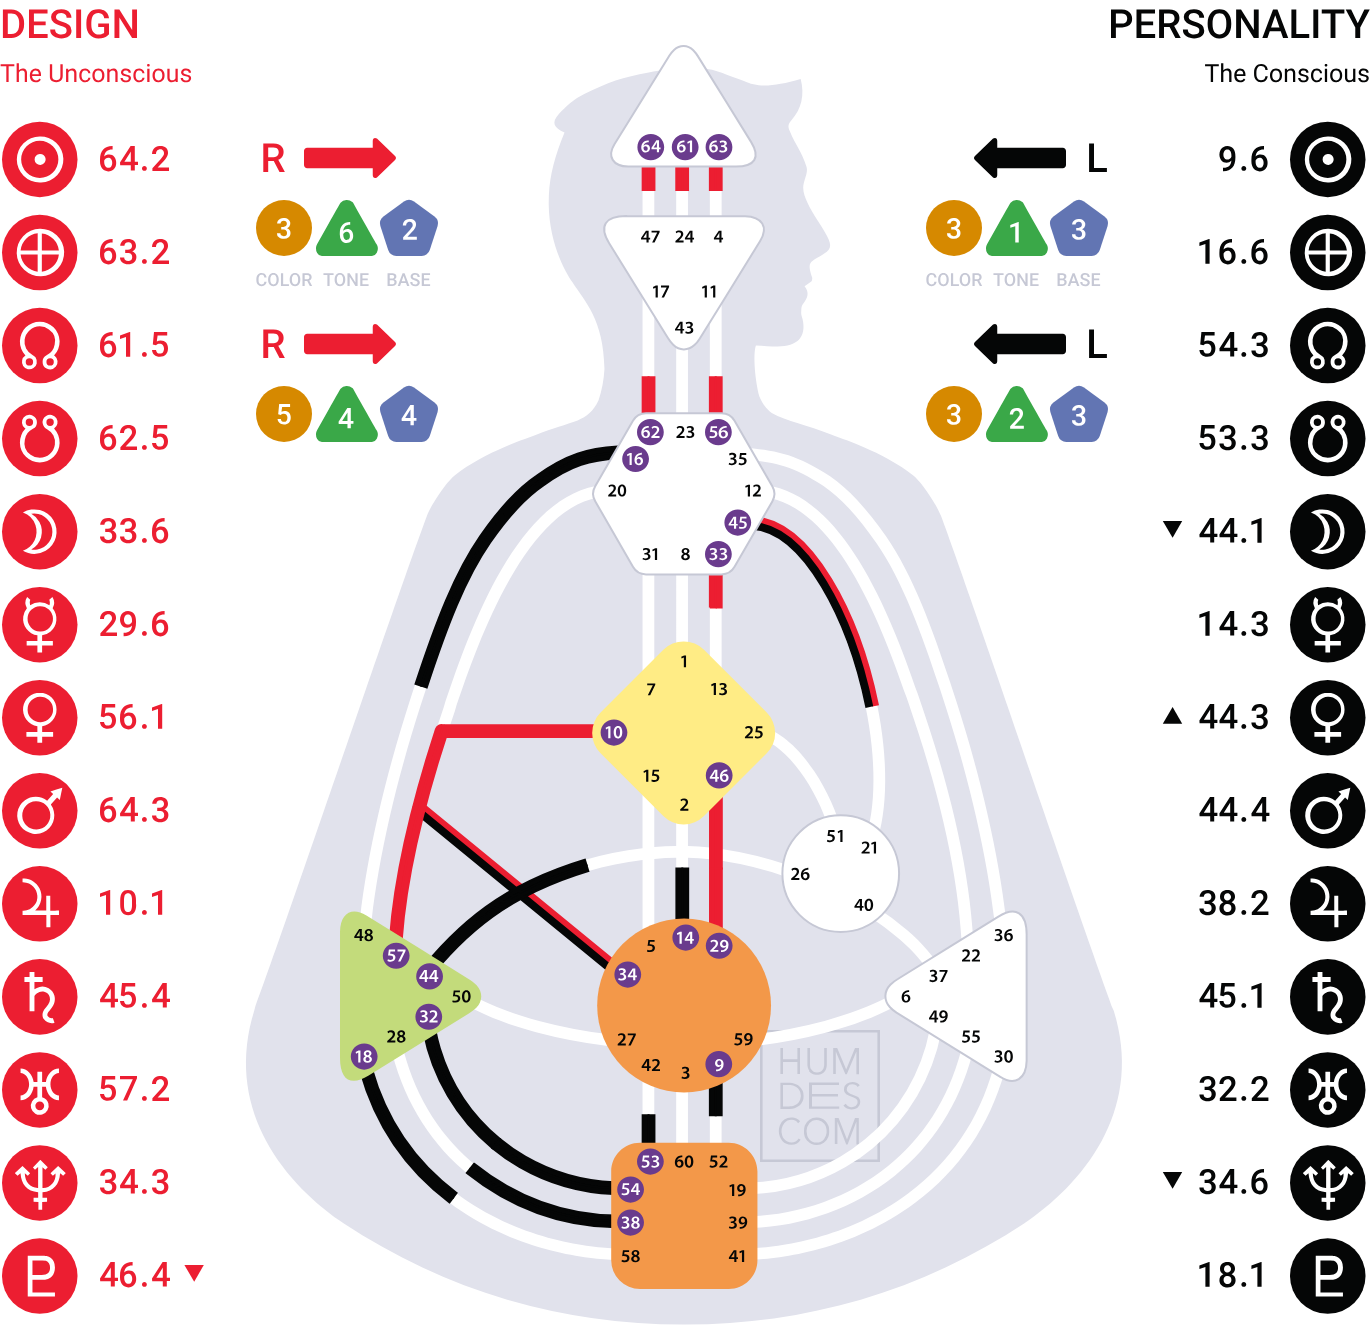 DESIGN
The Unconscious
PERSONALITY
The Conscious
64.2
63.2
61.5
62.5
33.6
29.6
56.1
64.3
10.1
45.4
57.2
34.3
46.4
R
3 6 2
COLOR TONE BASE
R
5 4 4
L
3 1 3
COLOR TONE BASE
L
3 2 3
9.6
16.6
54.3
53.3
44.1
14.3
44.3
44.4
38.2
45.1
32.2
34.6
18.1
64 61 63
47 24 4
17 11
43
62 23 56
16 35
20 12
45
31 8 33
1
7 13
10 25
15 46
2
51
21
26
40
48
57
44
50
32
28
18
5 14 29
34
27 59
42 3 9
36
22
37
6
49
55
30
53 60 52
54 19
38 39
58 41
HUM
DES
COM